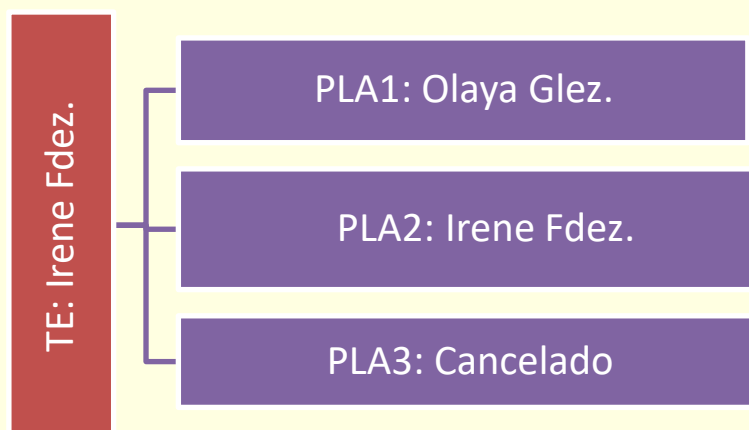 TE: Irene Fdez.
PLA1: Olaya Glez.
PLA2: Irene Fdez.
PLA3: Cancelado